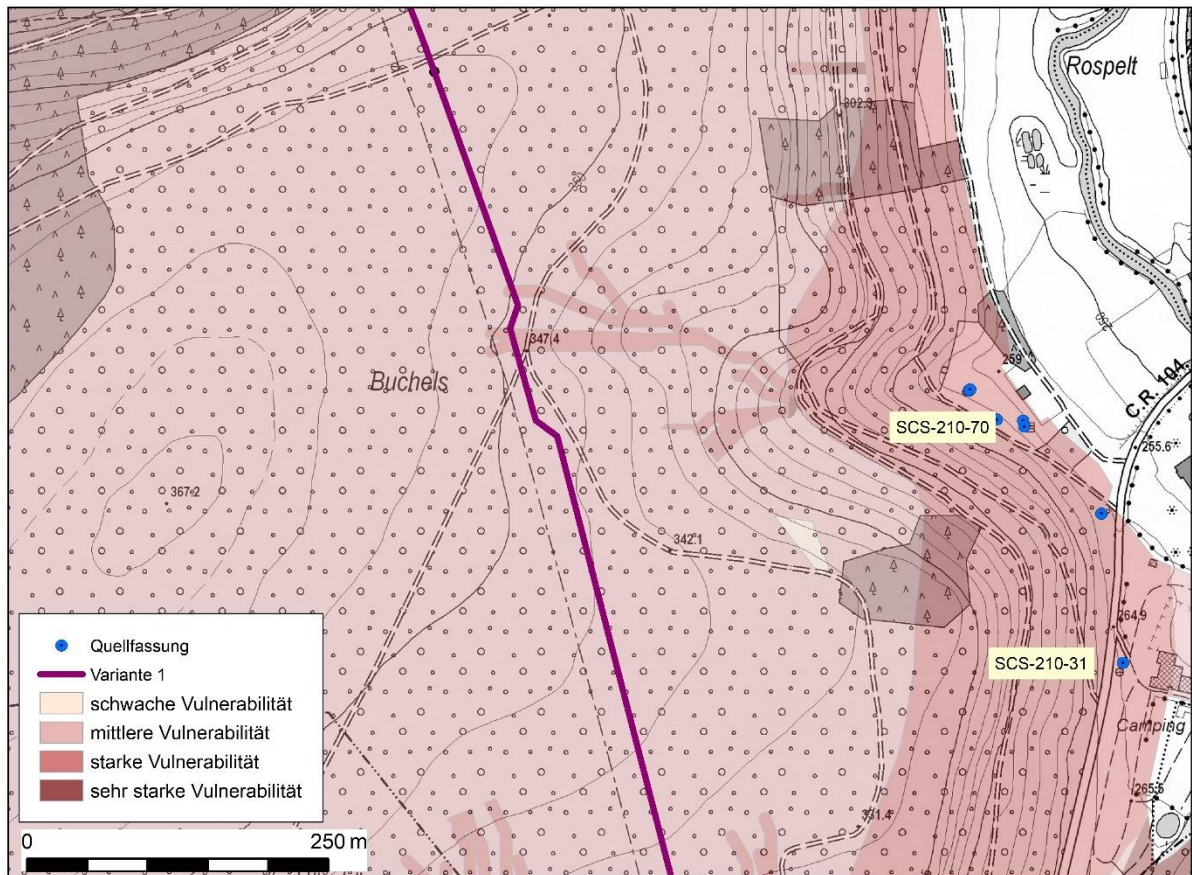 Rospelt
302.3
350
250
347.4
259
C.R. 104
Buchels
SCS-210-70
255.6
367.2
342.1
264.9
SCS-210-31
Camping
265.5
331.4
Quellfassung
Variante 1
schwache Vulnerabilität
mittlere Vulnerabilität
starke Vulnerabilität
sehr starke Vulnerabilität
0 250 m